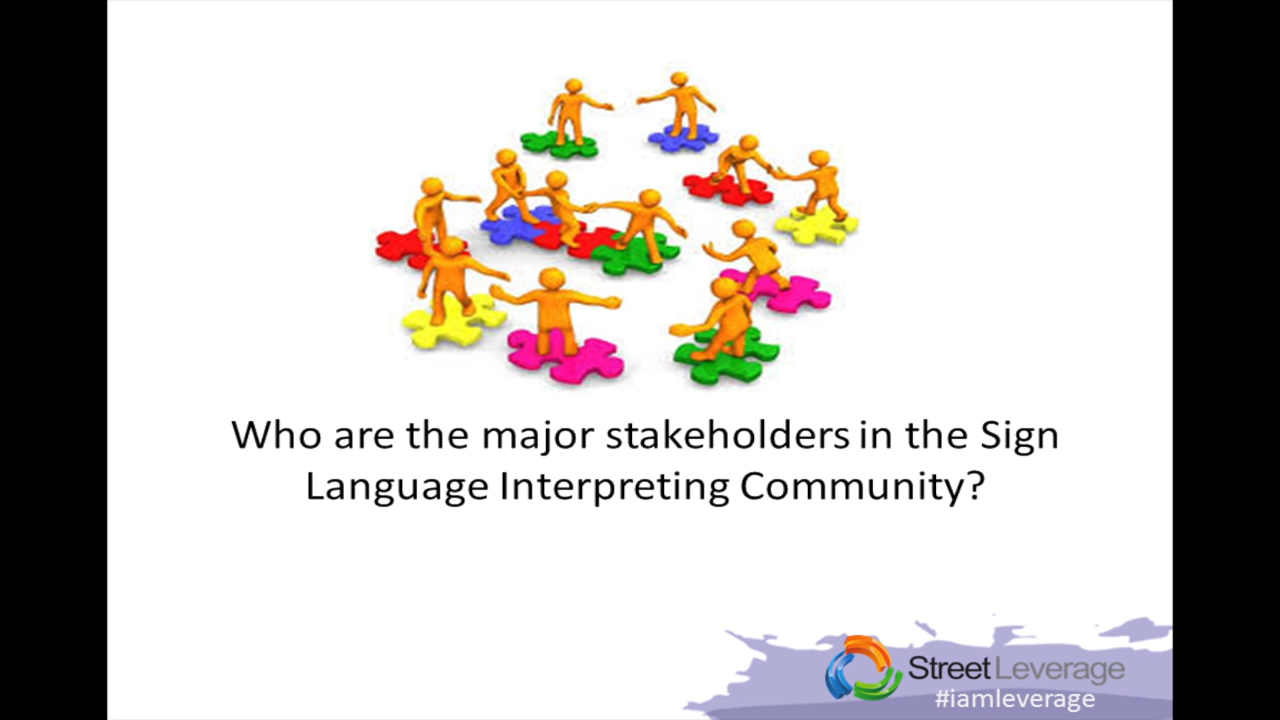 Who are the major stakeholders in the Sign
Language Interpreting Community?
StreetLeverage
#iamleverage